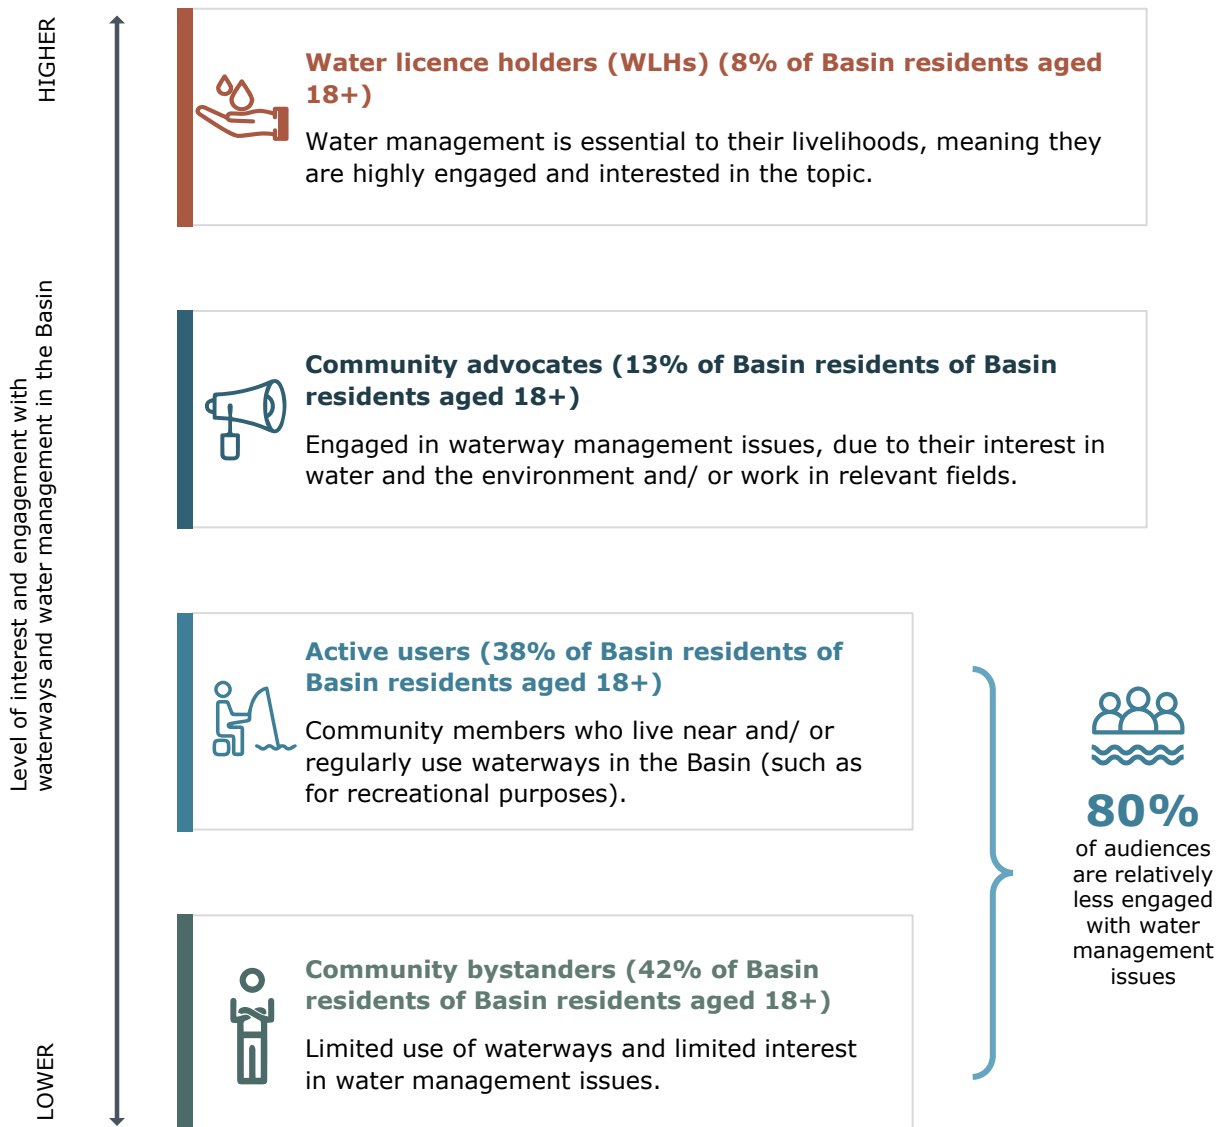 HIGHER
Level of interest and engagement with
waterways and water management in the Basin
LOWER
Water licence holders (WLHs) (8% of Basin residents aged
18+)
Water management is essential to their livelihoods, meaning they
are highly engaged and interested in the topic.
Community advocates (13% of Basin residents of Basin
residents aged 18+)
Engaged in waterway management issues, due to their interest in
water and the environment and/ or work in relevant fields.
Active users (38% of Basin residents of
Basin residents aged 18+)
Community members who live near and/ or
regularly use waterways in the Basin (such as
for recreational purposes).
Community bystanders (42% of Basin
residents of Basin residents aged 18+)
Limited use of waterways and limited interest
in water management issues.
80%
of audiences
are relatively
less engaged
with water
management
issues